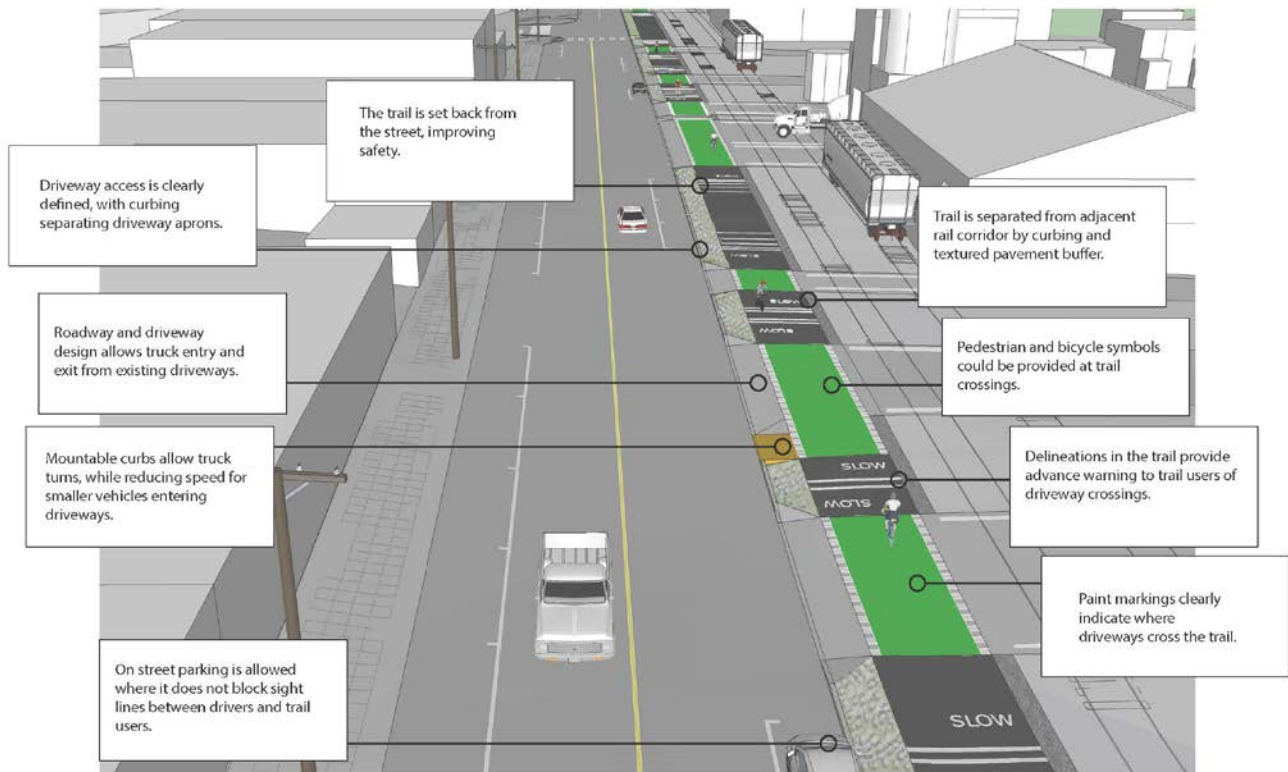 The trail is set back from
the street, improving
safety.
Driveway access is clearly
defined, with curbing
separating driveway aprons.
Trail is separated from adjacent
rail corridor by curbing and
textured pavement buffer.
Roadway and driveway
design allows truck entry and
exit from existing driveways.
Pedestrian and bicycle symbols
could be provided at trail
crossings.
Mountable curbs allow truck
turns, while reducing speed for
smaller vehicles entering
driveways.
Delineations in the trail provide
advance warning to trail users of
driveway crossings.
Paint markings clearly
indicate where
driveways cross the trail.
On street parking is allowed
where it does not block sight
lines between drivers and trail
users.
SLOW
SLOW
SLOW
SLOW
SLOW
SLOW
SLOW